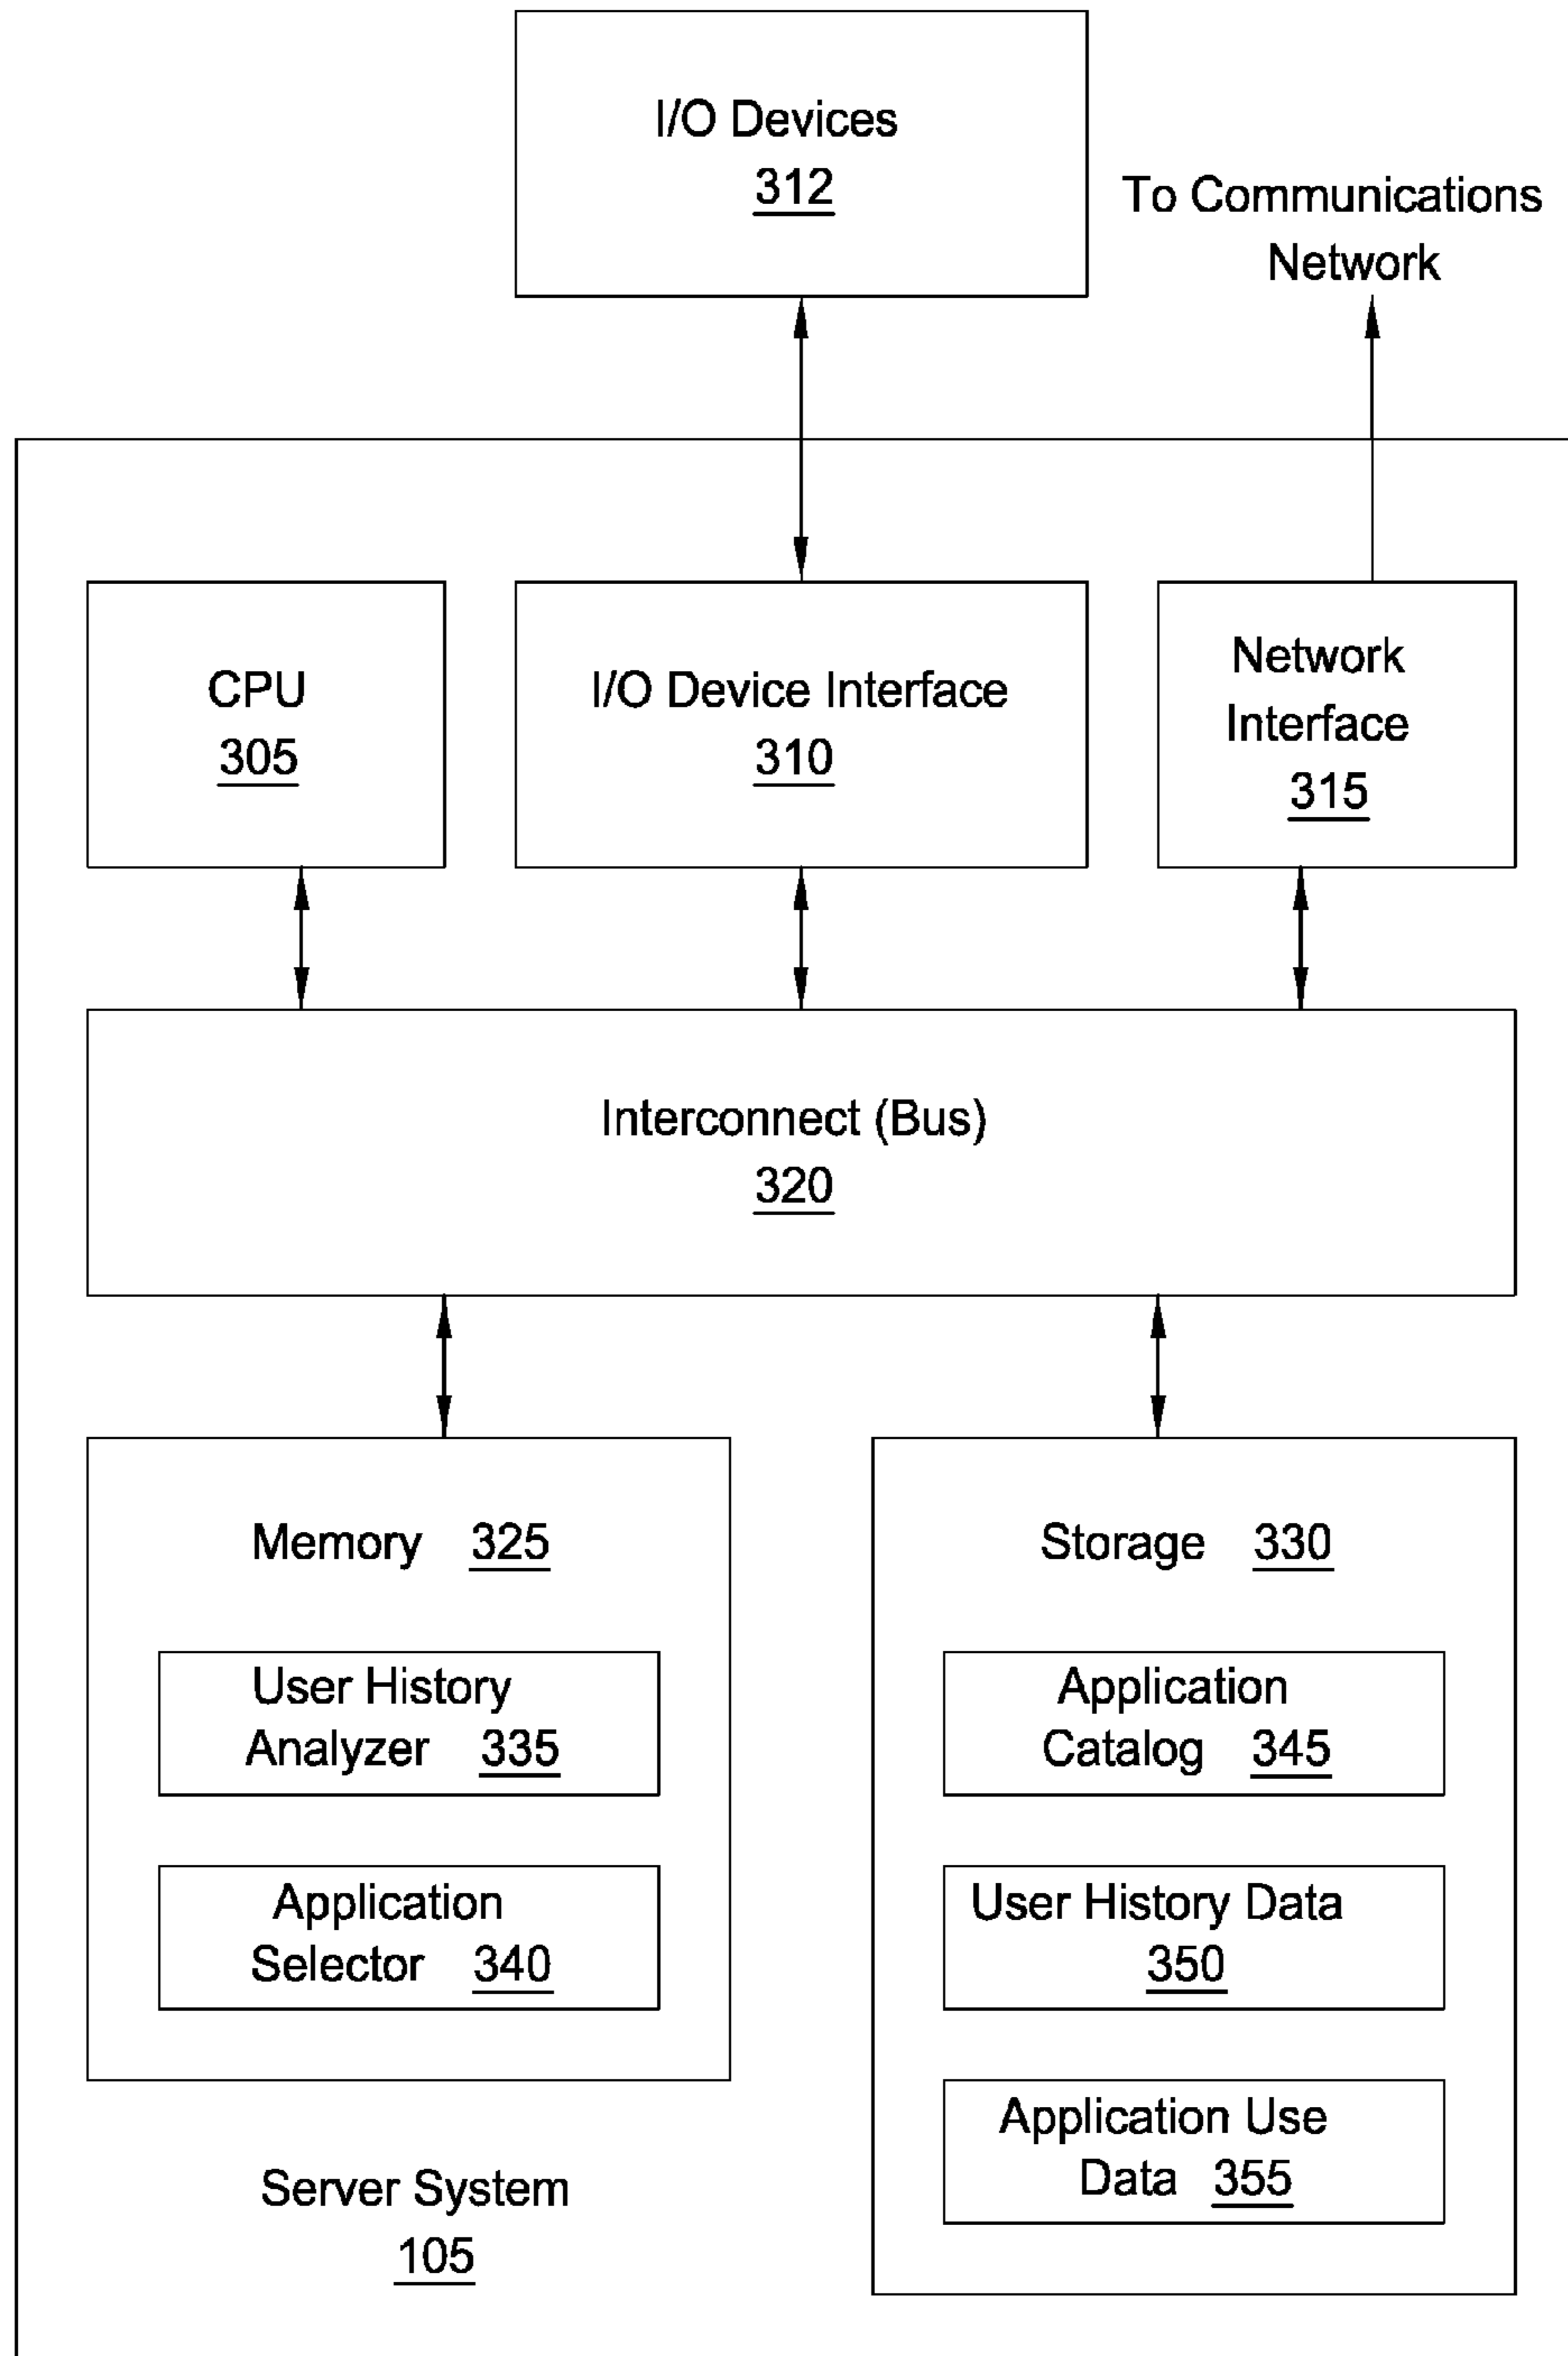 I/O Devices
312
To Communications
Network
CPU
305
I/O Device Interface
310
Network
Interface
315
Interconnect (Bus)
320
Memory 325
User History
Analyzer 335
Application
Selector 340
Storage 330
Application
Catalog 345
User History Data
350
Application Use
Data 355
Server System
105